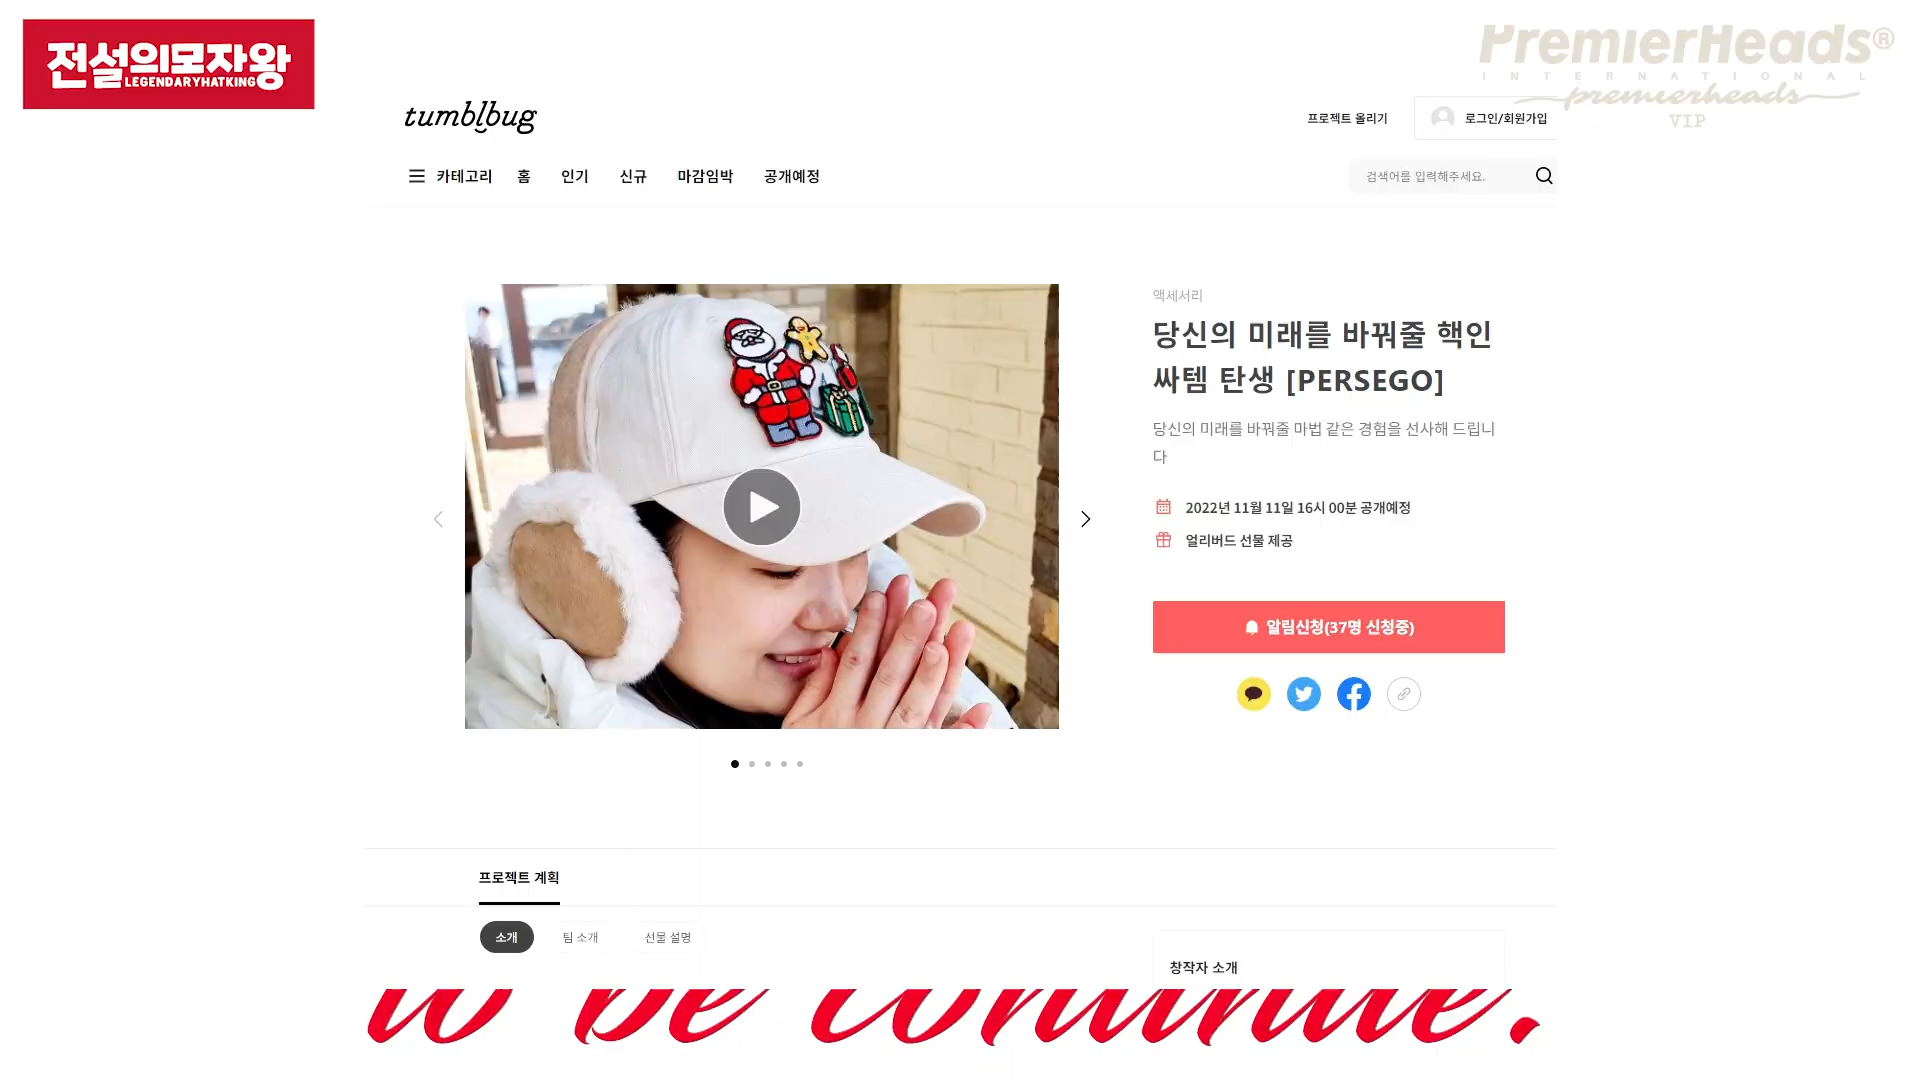 전설의모자왕
LEGENDARYHATKING
PremierHeads®
INTERNATIONAL
premierheads
VIP
tumblbug
프로젝트 올리기
로그인/회원가입
카테고리 홈 인기 신규 마감임박 공개예정
검색어를 입력해주세요.
액세서리
당신의 미래를 바꿔줄 핵인
싸템 탄생 [PERSEGO]
당신의 미래를 바꿔줄 마법 같은 경험을 선사해 드립니
다
2022년 11월 11일 16시 00분 공개예정
얼리버드 선물 제공
알림신청(37명 신청중)
프로젝트 계획
소개 팀 소개 선물 설명
창작자 소개
to be continue.